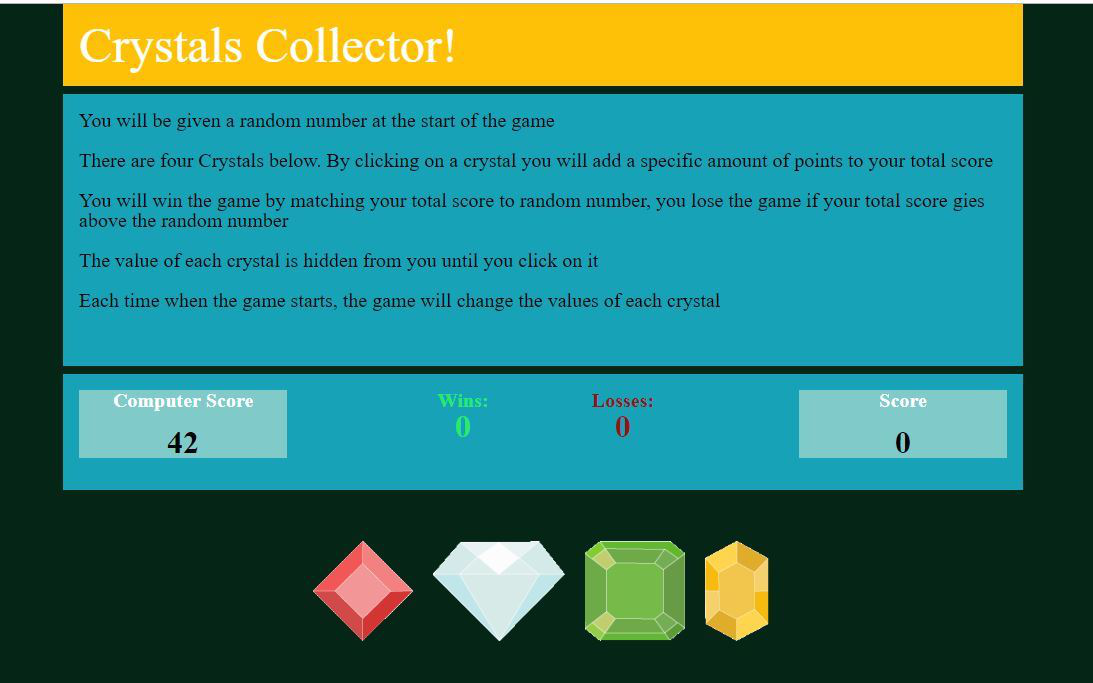 Crystals Collector!
You will be given a random number at the start of the game
There are four Crystals below. By clicking on a crystal you will add a specific amount of points to your total score
You will win the game by matching your total score to random number, you lose the game if your total score gies
above the random number
The value of each crystal is hidden from you until you click on it
Each time when the game starts, the game will change the values of each crystal
Computer Score
42
Wins:
0
Losses:
0
Score
0